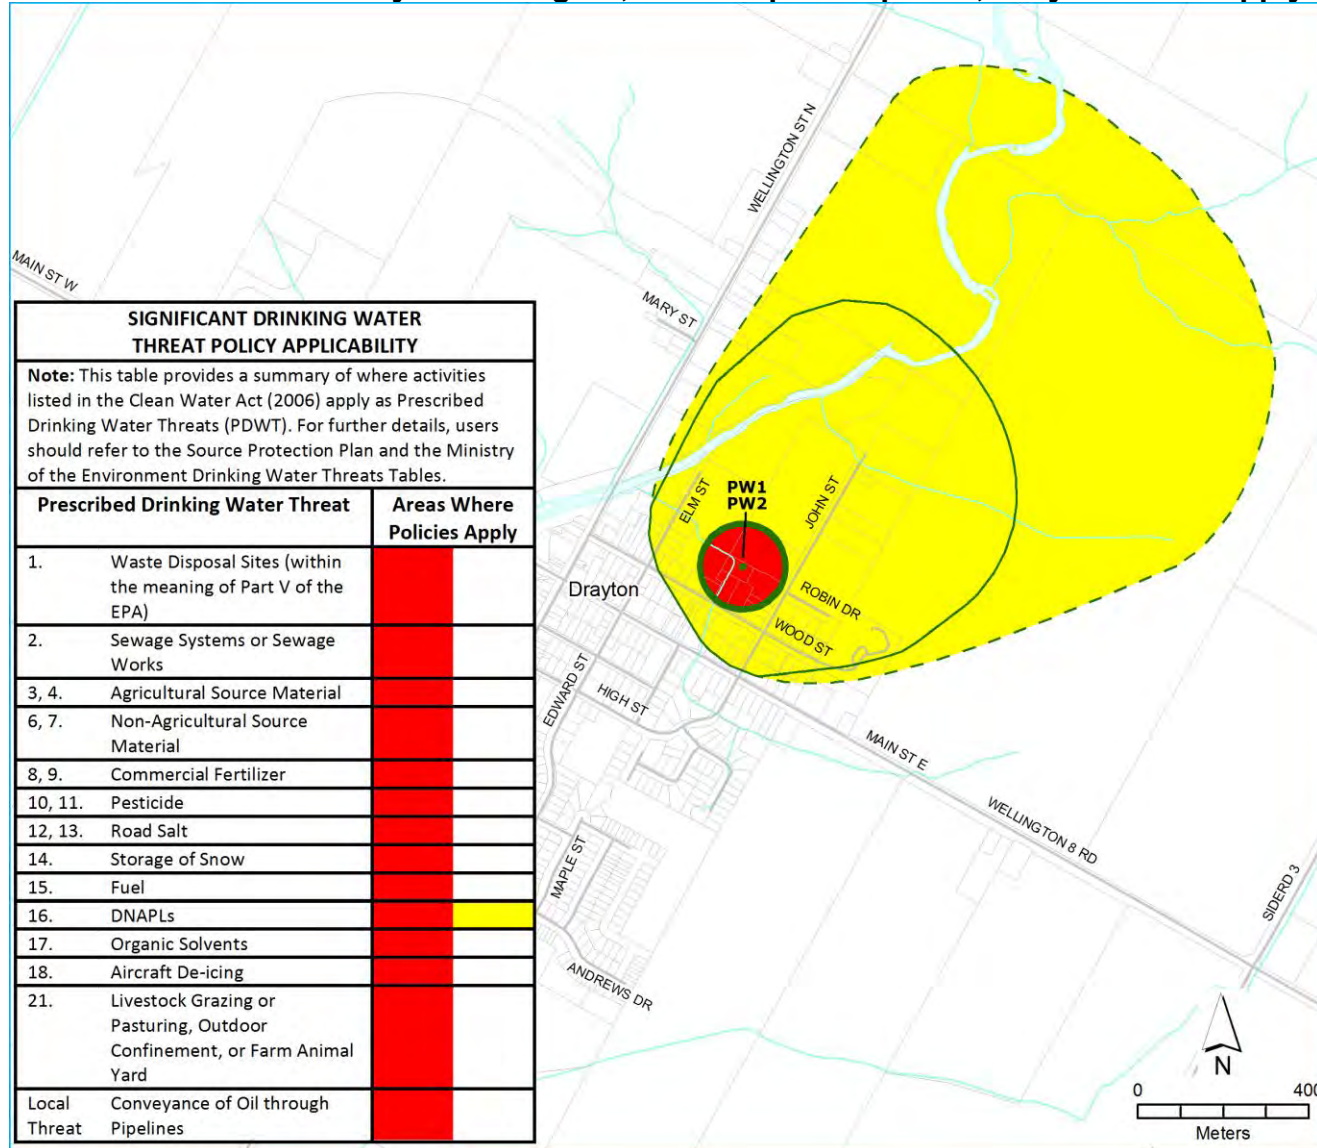 WELLINGTON ST N
MAIN ST W
MARY ST
SIGNIFICANT DRINKING WATER
THREAT POLICY APPLICABILITY
Note: This table provides a summary of where activities
listed in the Clean Water Act (2006) apply as Prescribed
Drinking Water Threats (PDWT). For further details, users
should refer to the Source Protection Plan and the Ministry
of the Environment Drinking Water Threats Tables.
Prescribed Drinking Water Threat
Areas Where
Policies Apply
1. Waste Disposal Sites (within
the meaning of Part V of the
EPA)
2. Sewage Systems or Sewage
Works
3, 4. Agricultural Source Material
6, 7. Non-Agricultural Source
Material
8, 9. Commercial Fertilizer
10, 11. Pesticide
12, 13. Road Salt
14. Storage of Snow
15. Fuel
16. DNAPLs
17. Organic Solvents
18. Aircraft De-icing
21. Livestock Grazing or
Pasturing, Outdoor
Confinement, or Farm Animal
Yard
Local Threat Conveyance of Oil through
Pipelines
ELM ST
PW1
PW2
JOHN ST
Drayton
ROBIN DR
WOOD ST
EDWARD ST
HIGH ST
MAIN ST E
WELLINGTON 8 RD
MAPLE ST
SIDERD 3
ANDREWS DR
N
0 400
Meters